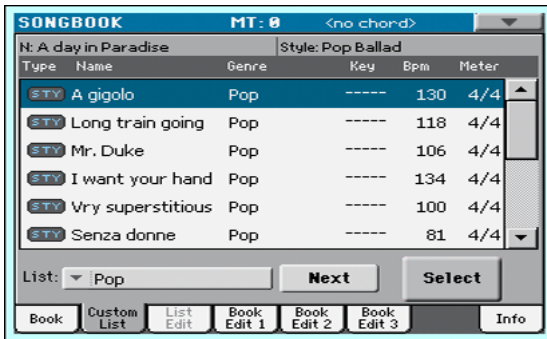 SONGBOOK MT: 0 <no chord>
N: A day in Paradise Style: Pop Ballad
Type Name Genre Key Bpm Meter
STY A gigolo Pop ----- 130 4/4
STY Long train going Pop ----- 118 4/4
STY Mr. Duke Pop ----- 106 4/4
STY I want your hand Pop ----- 134 4/4
STY Vry superstitious Pop ----- 100 4/4
STY Senza donne Pop ----- 81 4/4
List: Pop Next Select
Book Custom List List Edit Book Edit 1 Book Edit 2 Book Edit 3 Info